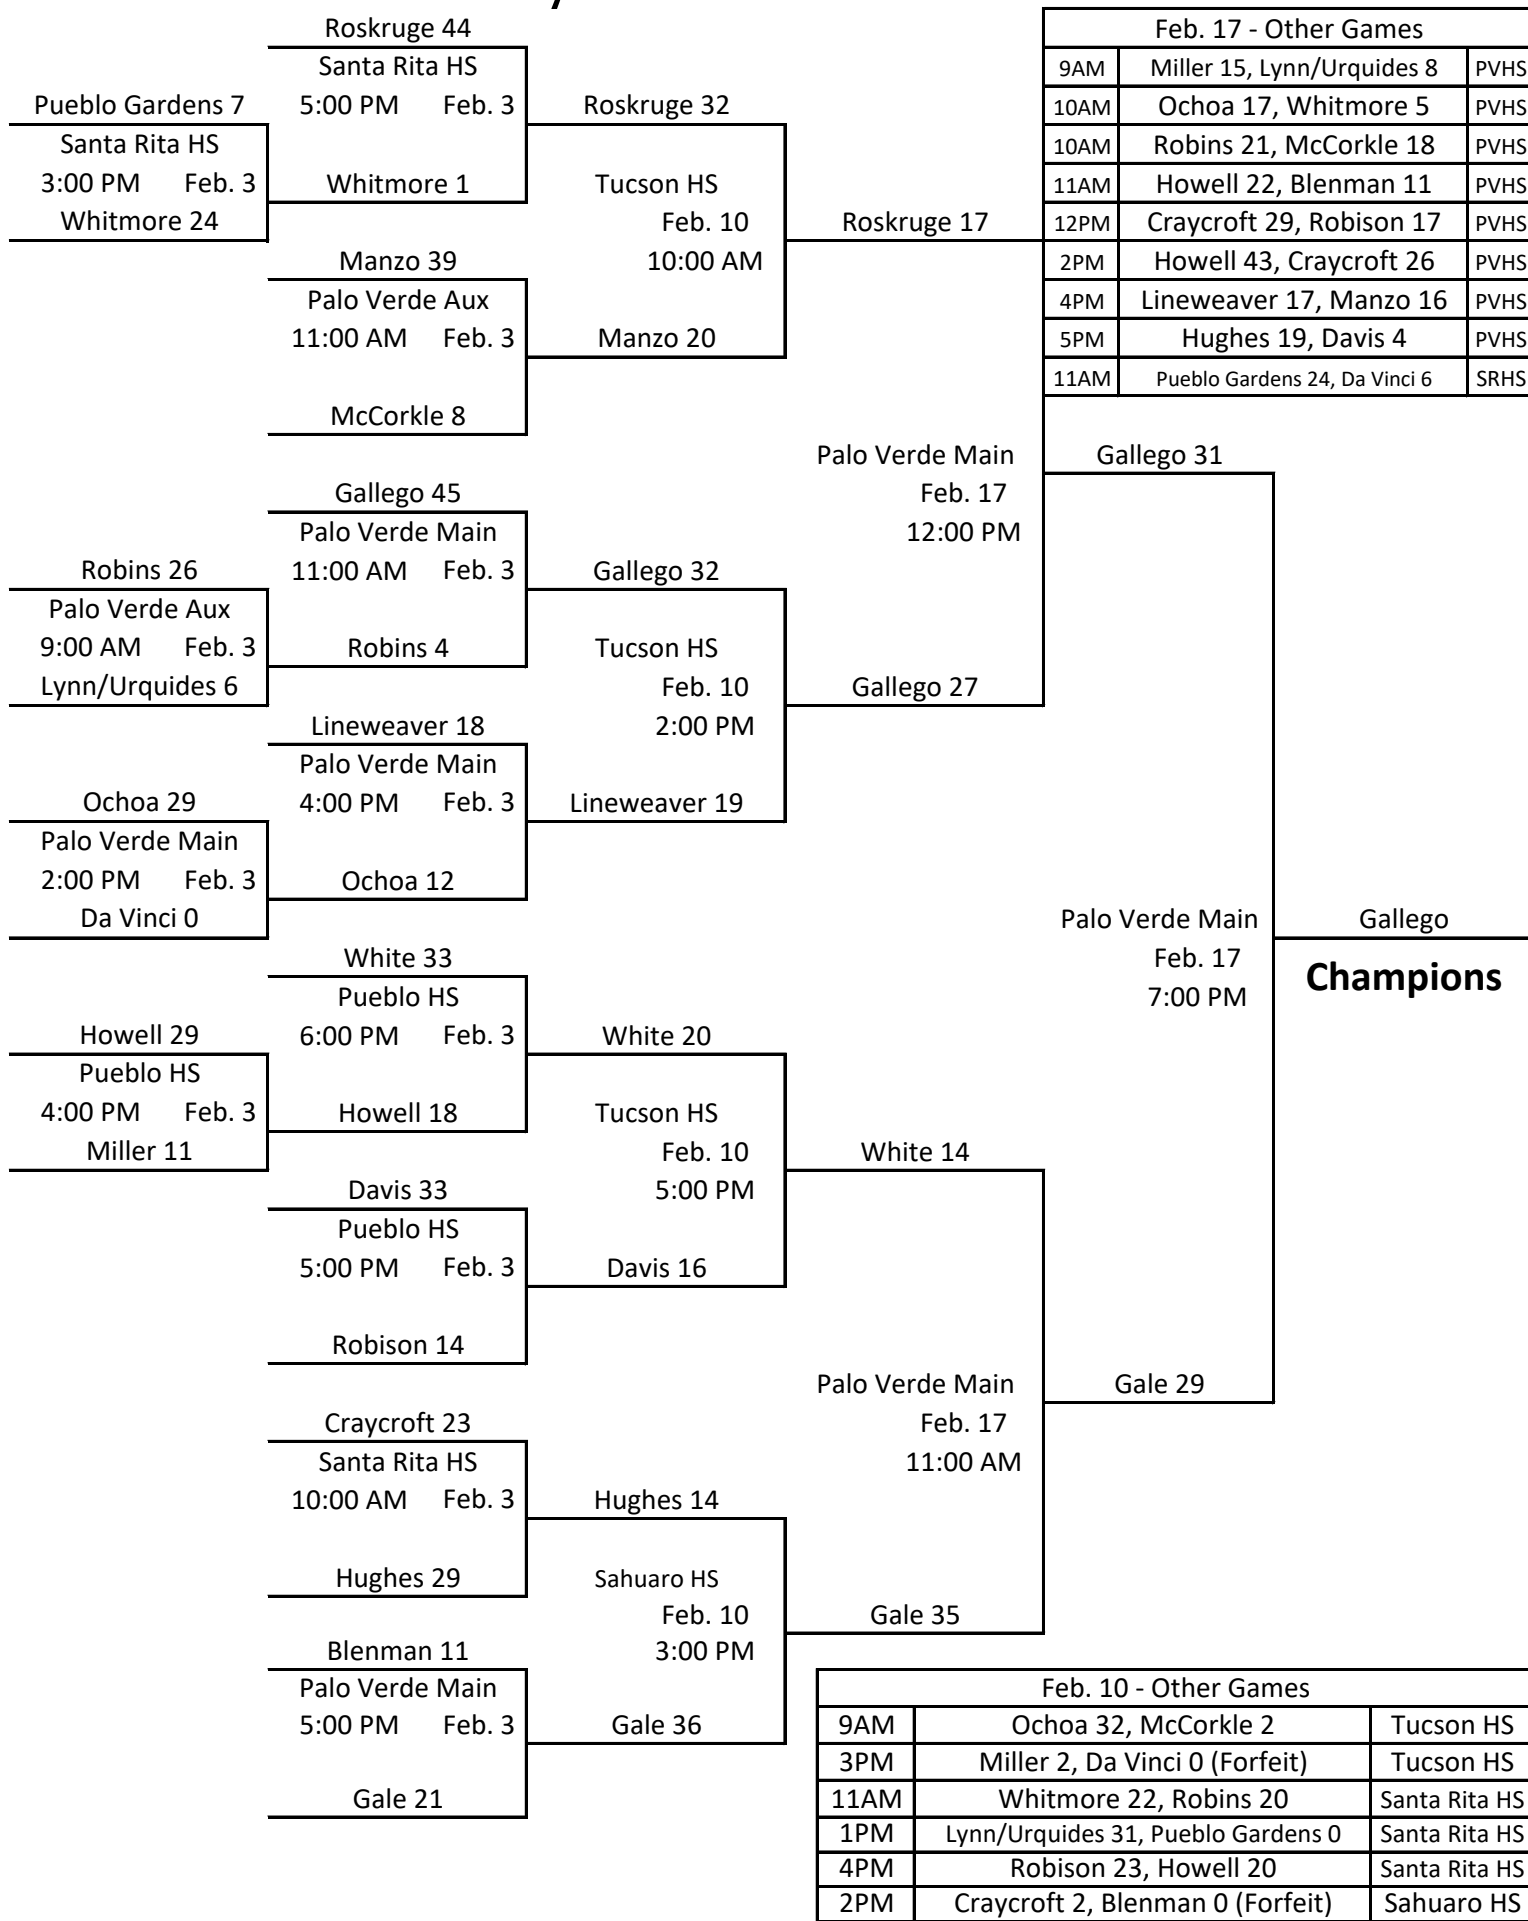 Roskruge 44
Santa Rita HS
5:00 PM Feb. 3
Pueblo Gardens 7
Santa Rita HS
3:00 PM Feb. 3
Whitmore 24
Whitmore 1
Roskruge 32
Tucson HS
Feb. 10
10:00 AM
Manzo 39
Palo Verde Aux
11:00 AM Feb. 3
Manzo 20
McCorkle 8
Roskruge 17
Feb. 17 - Other Games
9AM Miller 15, Lynn/Urquides 8 PVHS
10AM Ochoa 17, Whitmore 5 PVHS
10AM Robins 21, McCorkle 18 PVHS
11AM Howell 22, Blenman 11 PVHS
12PM Craycroft 29, Robison 17 PVHS
2PM Howell 43, Craycroft 26 PVHS
4PM Lineweaver 17, Manzo 16 PVHS
5PM Hughes 19, Davis 4 PVHS
11AM Pueblo Gardens 24, Da Vinci 6 SRHS
Palo Verde Main
Feb. 17
12:00 PM
Gallego 31
Gallego 45
Palo Verde Main
11:00 AM Feb. 3
Robins 26
Palo Verde Aux
9:00 AM Feb. 3
Lynn/Urquides 6
Robins 4
Gallego 32
Tucson HS
Feb. 10
2:00 PM
Gallego 27
Lineweaver 18
Palo Verde Main
4:00 PM Feb. 3
Lineweaver 19
Ochoa 29
Palo Verde Main
2:00 PM Feb. 3
Da Vinci 0
Ochoa 12
Palo Verde Main
Feb. 17
7:00 PM
Gallego
Champions
White 33
Pueblo HS
6:00 PM Feb. 3
Howell 29
Pueblo HS
4:00 PM Feb. 3
Miller 11
Howell 18
White 20
Tucson HS
Feb. 10
5:00 PM
White 14
Davis 33
Pueblo HS
5:00 PM Feb. 3
Davis 16
Robison 14
Palo Verde Main
Feb. 17
11:00 AM
Gale 29
Craycroft 23
Santa Rita HS
10:00 AM Feb. 3
Hughes 14
Hughes 29
Sahuaro HS
Feb. 10
3:00 PM
Gale 35
Blenman 11
Palo Verde Main
5:00 PM Feb. 3
Gale 36
Gale 21
Feb. 10 - Other Games
9AM Ochoa 32, McCorkle 2 Tucson HS
3PM Miller 2, Da Vinci 0 (Forfeit) Tucson HS
11AM Whitmore 22, Robins 20 Santa Rita HS
1PM Lynn/Urquides 31, Pueblo Gardens 0 Santa Rita HS
4PM Robison 23, Howell 20 Santa Rita HS
2PM Craycroft 2, Blenman 0 (Forfeit) Sahuaro HS